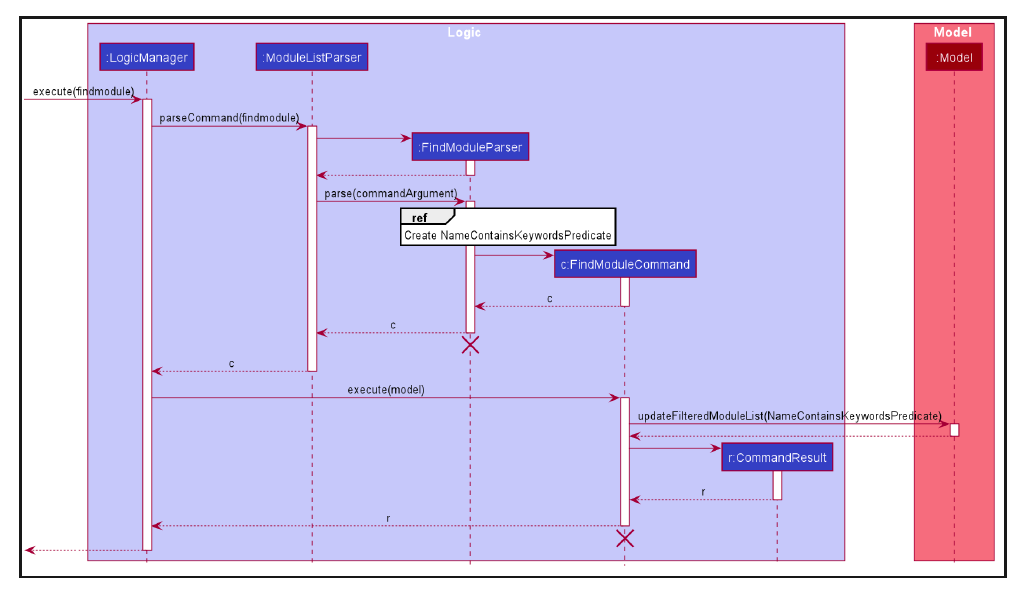 Logic
Model
:LogicManager
:ModuleListParser
:Model
execute(findmodule)
parseCommand(findmodule)
:FindModuleParser
parse(commandArgument)
ref
Create NameContainsKeywordsPredicate
c:FindModuleCommand
c
c
c
execute(model)
updateFilteredModuleList(NameContainsKeywordsPredicate)
r:CommandResult
r
r